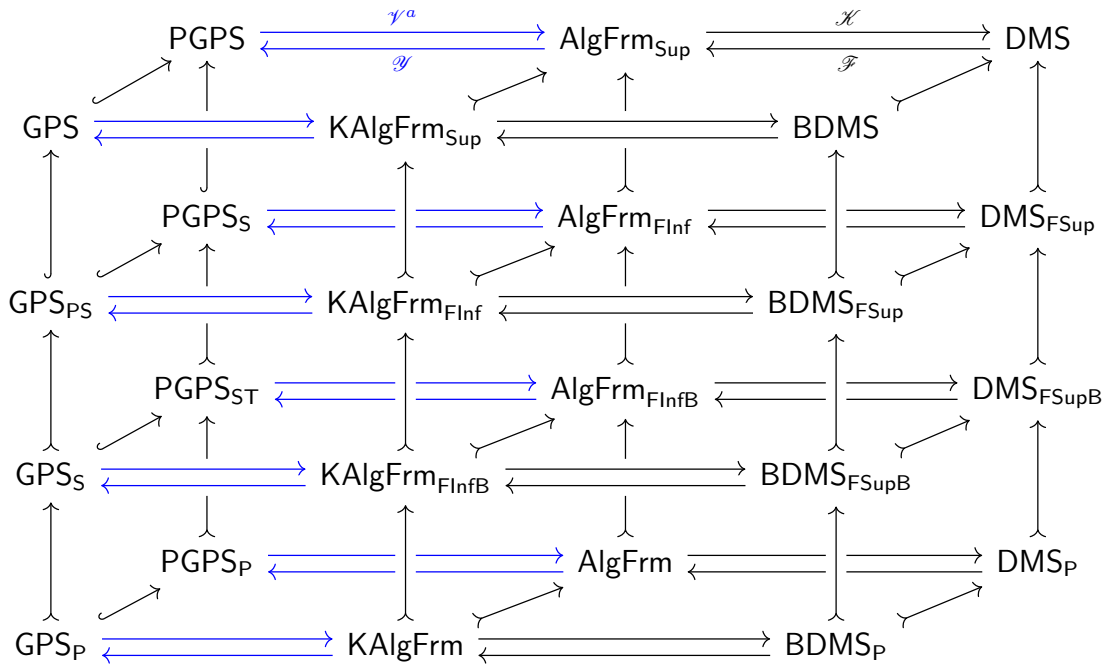 𝒱ᵃ 𝒦
PGPS AlgFrm_Sup DMS
𝒴 ℱ
GPS KAlgFrm_Sup BDMS
PGPS_S AlgFrm_FInf DMS_FSup
GPS_PS KAlgFrm_FInf BDMS_FSup
PGPS_ST AlgFrm_FInfB DMS_FSupB
GPS_S KAlgFrm_FInfB BDMS_FSupB
PGPS_P AlgFrm DMS_P
GPS_P KAlgFrm BDMS_P